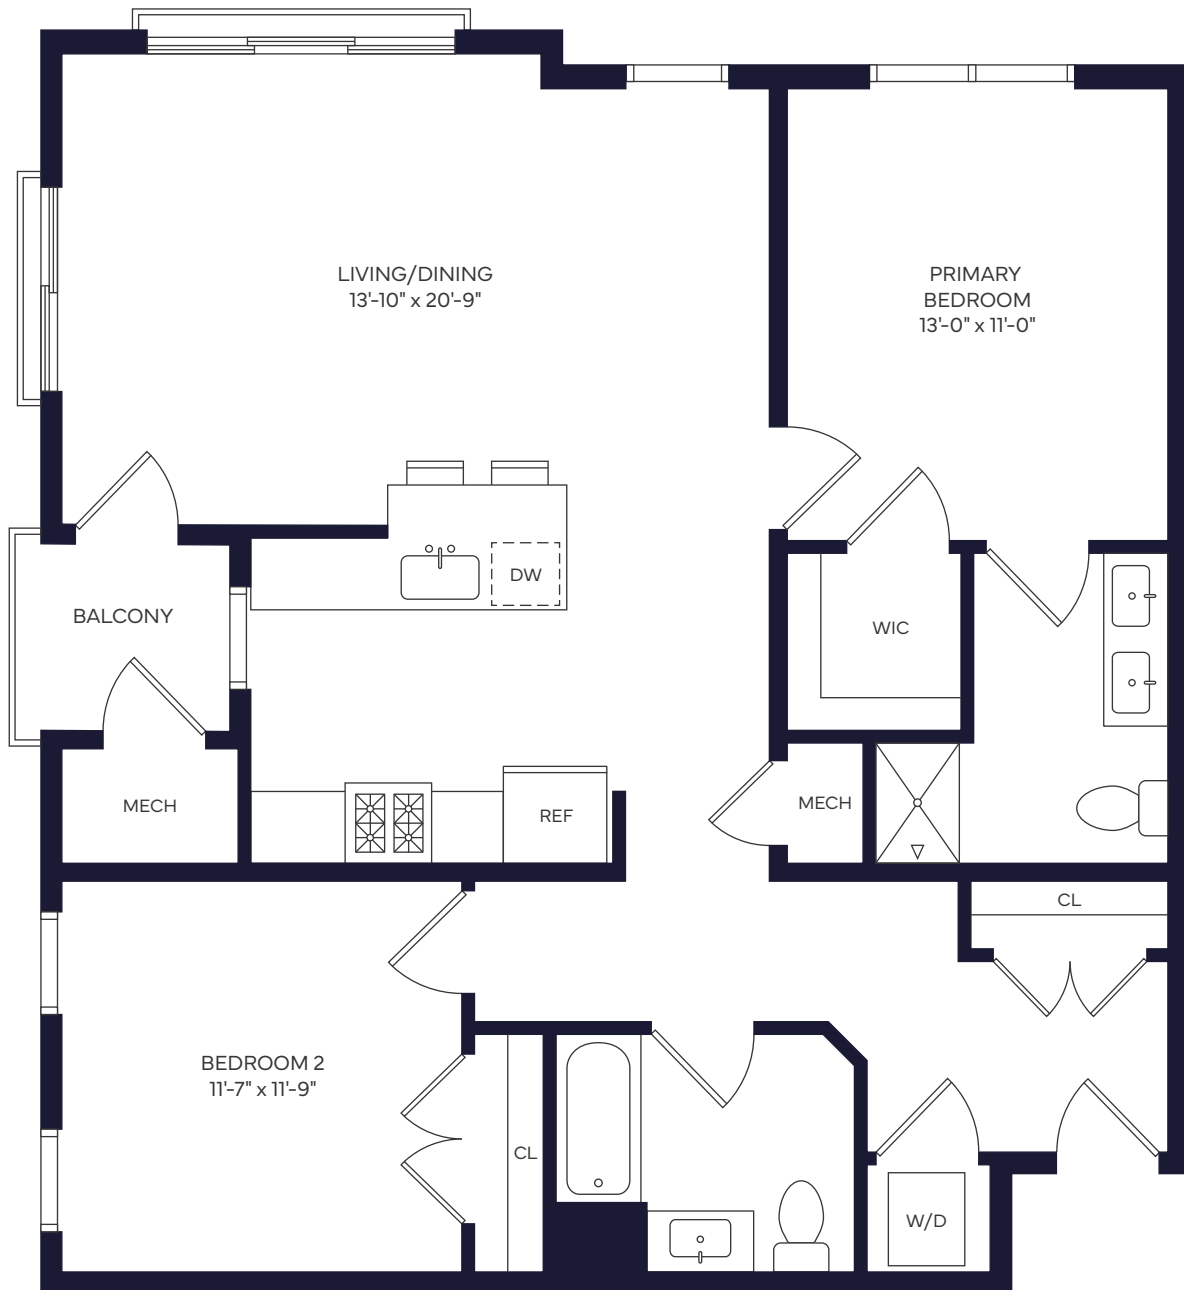 LIVING/DINING
13'-10" x 20'-9"
PRIMARY
BEDROOM
13'-0" x 11'-0"
DW
BALCONY
WIC
MECH
REF
MECH
CL
BEDROOM 2
11'-7" x 11'-9"
CL
W/D